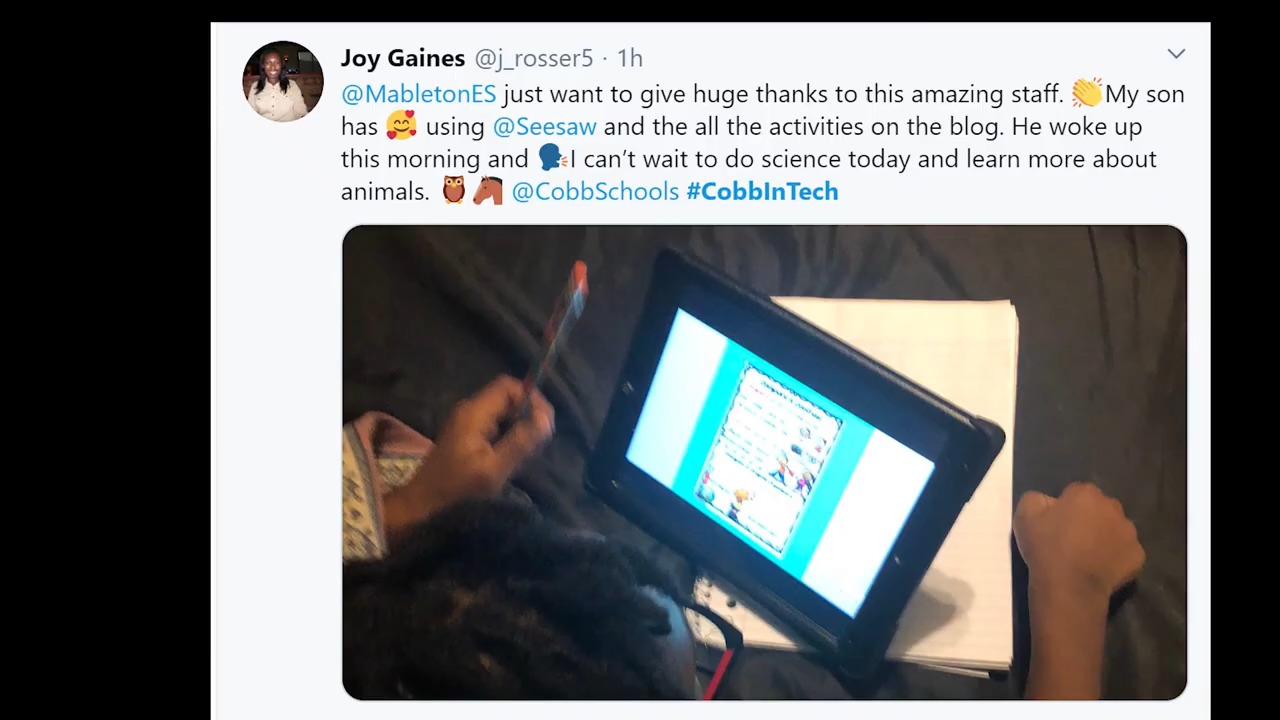 Joy Gaines @j_rosser5 · 1h
@MabletonES just want to give huge thanks to this amazing staff. 👏My son
has 🥰 using @Seesaw and the all the activities on the blog. He woke up
this morning and 🗣️I can't wait to do science today and learn more about
animals. 🦉🐴 @CobbSchools #CobbInTech